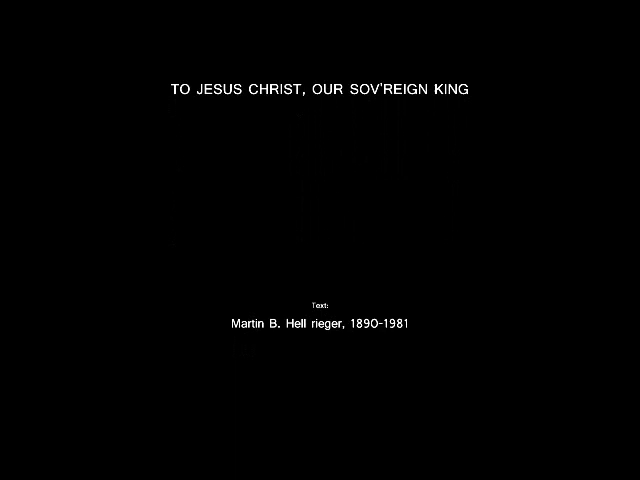 TO JESUS CHRIST, OUR SOV'REIGN KING
Text:
Martin B. Hell rieger, 1890-1981